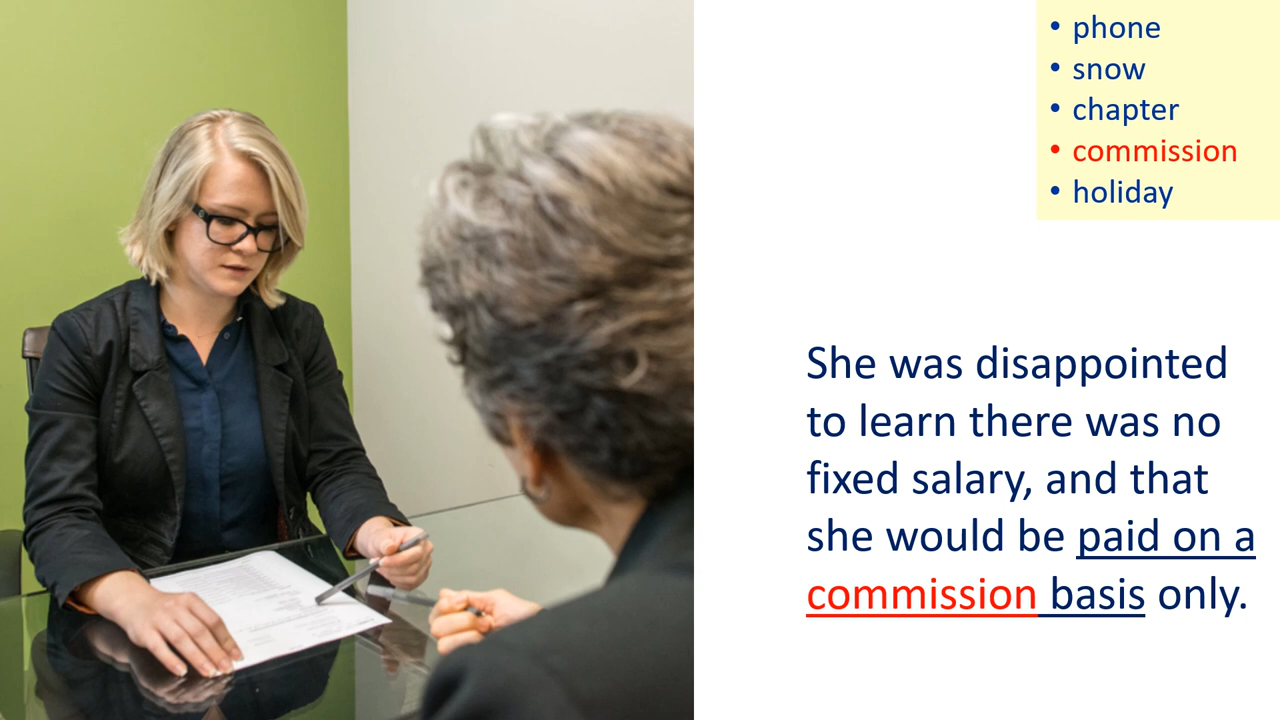 • phone
• snow
• chapter
• commission
• holiday
She was disappointed
to learn there was no
fixed salary, and that
she would be paid on a
commission basis only.